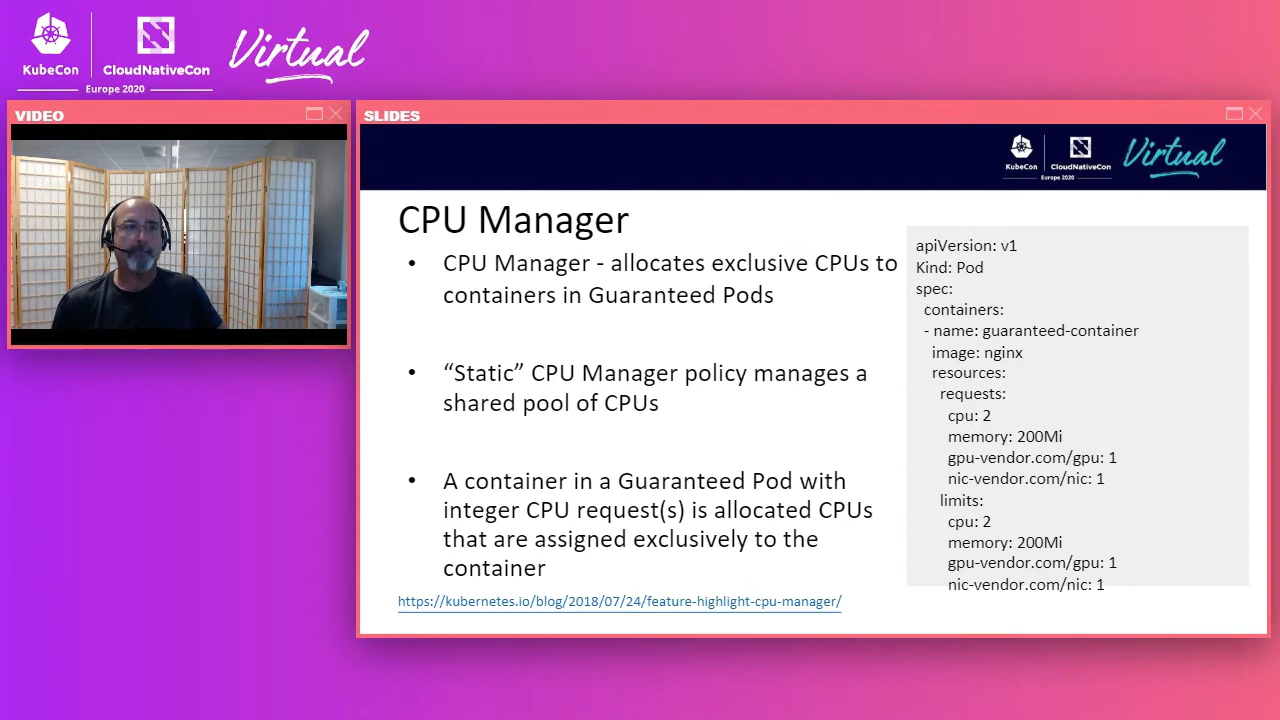 KubeCon
CloudNativeCon
Europe 2020
Virtual
VIDEO
SLIDES
KubeCon
CloudNativeCon
Europe 2020
Virtual
CPU Manager
• CPU Manager - allocates exclusive CPUs to
containers in Guaranteed Pods
• “Static” CPU Manager policy manages a
shared pool of CPUs
• A container in a Guaranteed Pod with
integer CPU request(s) is allocated CPUs
that are assigned exclusively to the
container
https://kubernetes.io/blog/2018/07/24/feature-highlight-cpu-manager/
apiVersion: v1
Kind: Pod
spec:
containers:
- name: guaranteed-container
image: nginx
resources:
requests:
cpu: 2
memory: 200Mi
gpu-vendor.com/gpu: 1
nic-vendor.com/nic: 1
limits:
cpu: 2
memory: 200Mi
gpu-vendor.com/gpu: 1
nic-vendor.com/nic: 1